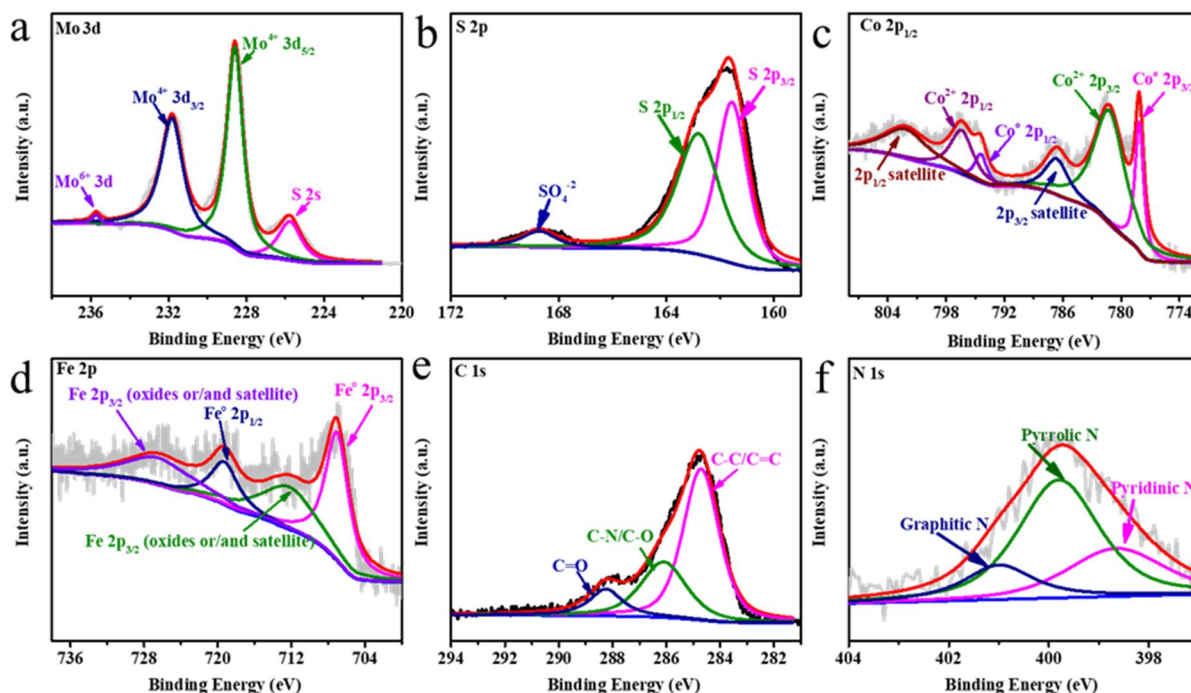 a
Mo 3d
Mo⁴⁺ 3d₅/₂
Mo⁴⁺ 3d₃/₂
Mo⁶⁺ 3d
S 2s
Intensity (a.u.)
236 232 228 224 220
Binding Energy (eV)
b
S 2p
S 2p₃/₂
S 2p₁/₂
SO₄⁻²
Intensity (a.u.)
172 168 164 160
Binding Energy (eV)
c
Co 2p₁/₂
Co²⁺ 2p₃/₂
Co° 2p₃/₂
Co²⁺ 2p₁/₂
Co° 2p₁/₂
2p₁/₂ satellite
2p₃/₂ satellite
Intensity (a.u.)
804 798 792 786 780 774
Binding Energy (eV)
d
Fe 2p
Fe 2p₃/₂ (oxides or/and satellite)
Fe° 2p₃/₂
Fe° 2p₁/₂
Fe 2p₃/₂ (oxides or/and satellite)
Intensity (a.u.)
736 728 720 712 704
Binding Energy (eV)
e
C 1s
C-C/C=C
C-N/C-O
C=O
Intensity (a.u.)
294 292 290 288 286 284 282
Binding Energy (eV)
f
N 1s
Pyrrolic N
Pyridinic N
Graphitic N
Intensity (a.u.)
404 402 400 398
Binding Energy (eV)